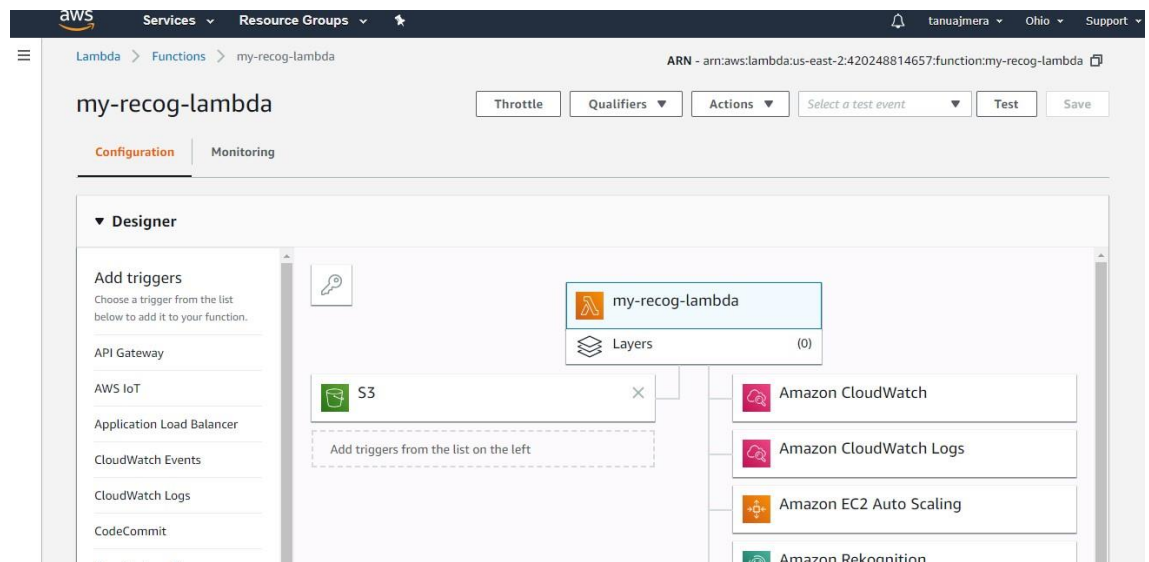 aws
Services
Resource Groups
tanuajmera
Ohio
Support
Lambda > Functions > my-recog-lambda
ARN - arn:aws:lambda:us-east-2:420248814657:function:my-recog-lambda
my-recog-lambda
Throttle
Qualifiers
Actions
Select a test event
Test
Save
Configuration
Monitoring
Designer
Add triggers
Choose a trigger from the list
below to add it to your function.
API Gateway
AWS IoT
Application Load Balancer
CloudWatch Events
CloudWatch Logs
CodeCommit
my-recog-lambda
Layers
(0)
S3
Add triggers from the list on the left
Amazon CloudWatch
Amazon CloudWatch Logs
Amazon EC2 Auto Scaling
Amazon Rekognition